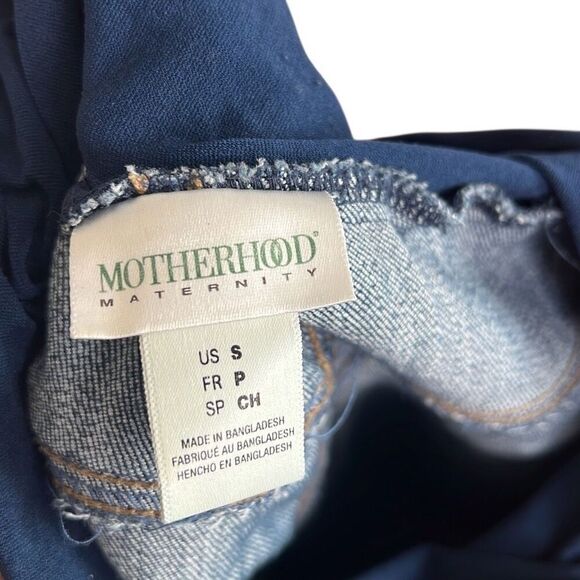 MOTHERHOOD®
MATERNITY
US S
FR P
SP CH
MADE IN BANGLADESH
FABRIQUÉ AU BANGLADESH
HENCHO EN BANGLADESH